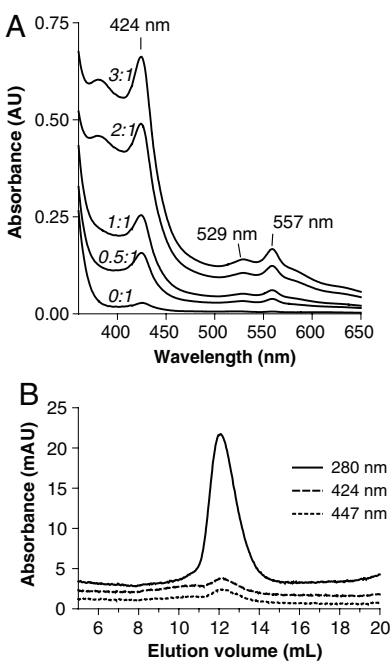 A
424 nm
0.75
3:1
0.50
2:1
Absorbance (AU)
0.25
1:1
529 nm
557 nm
0.5:1
0:1
0.00
400 450 500 550 600 650
Wavelength (nm)
B
25
20
15
10
5
0
Absorbance (mAU)
280 nm
424 nm
447 nm
6 8 10 12 14 16 18 20
Elution volume (mL)